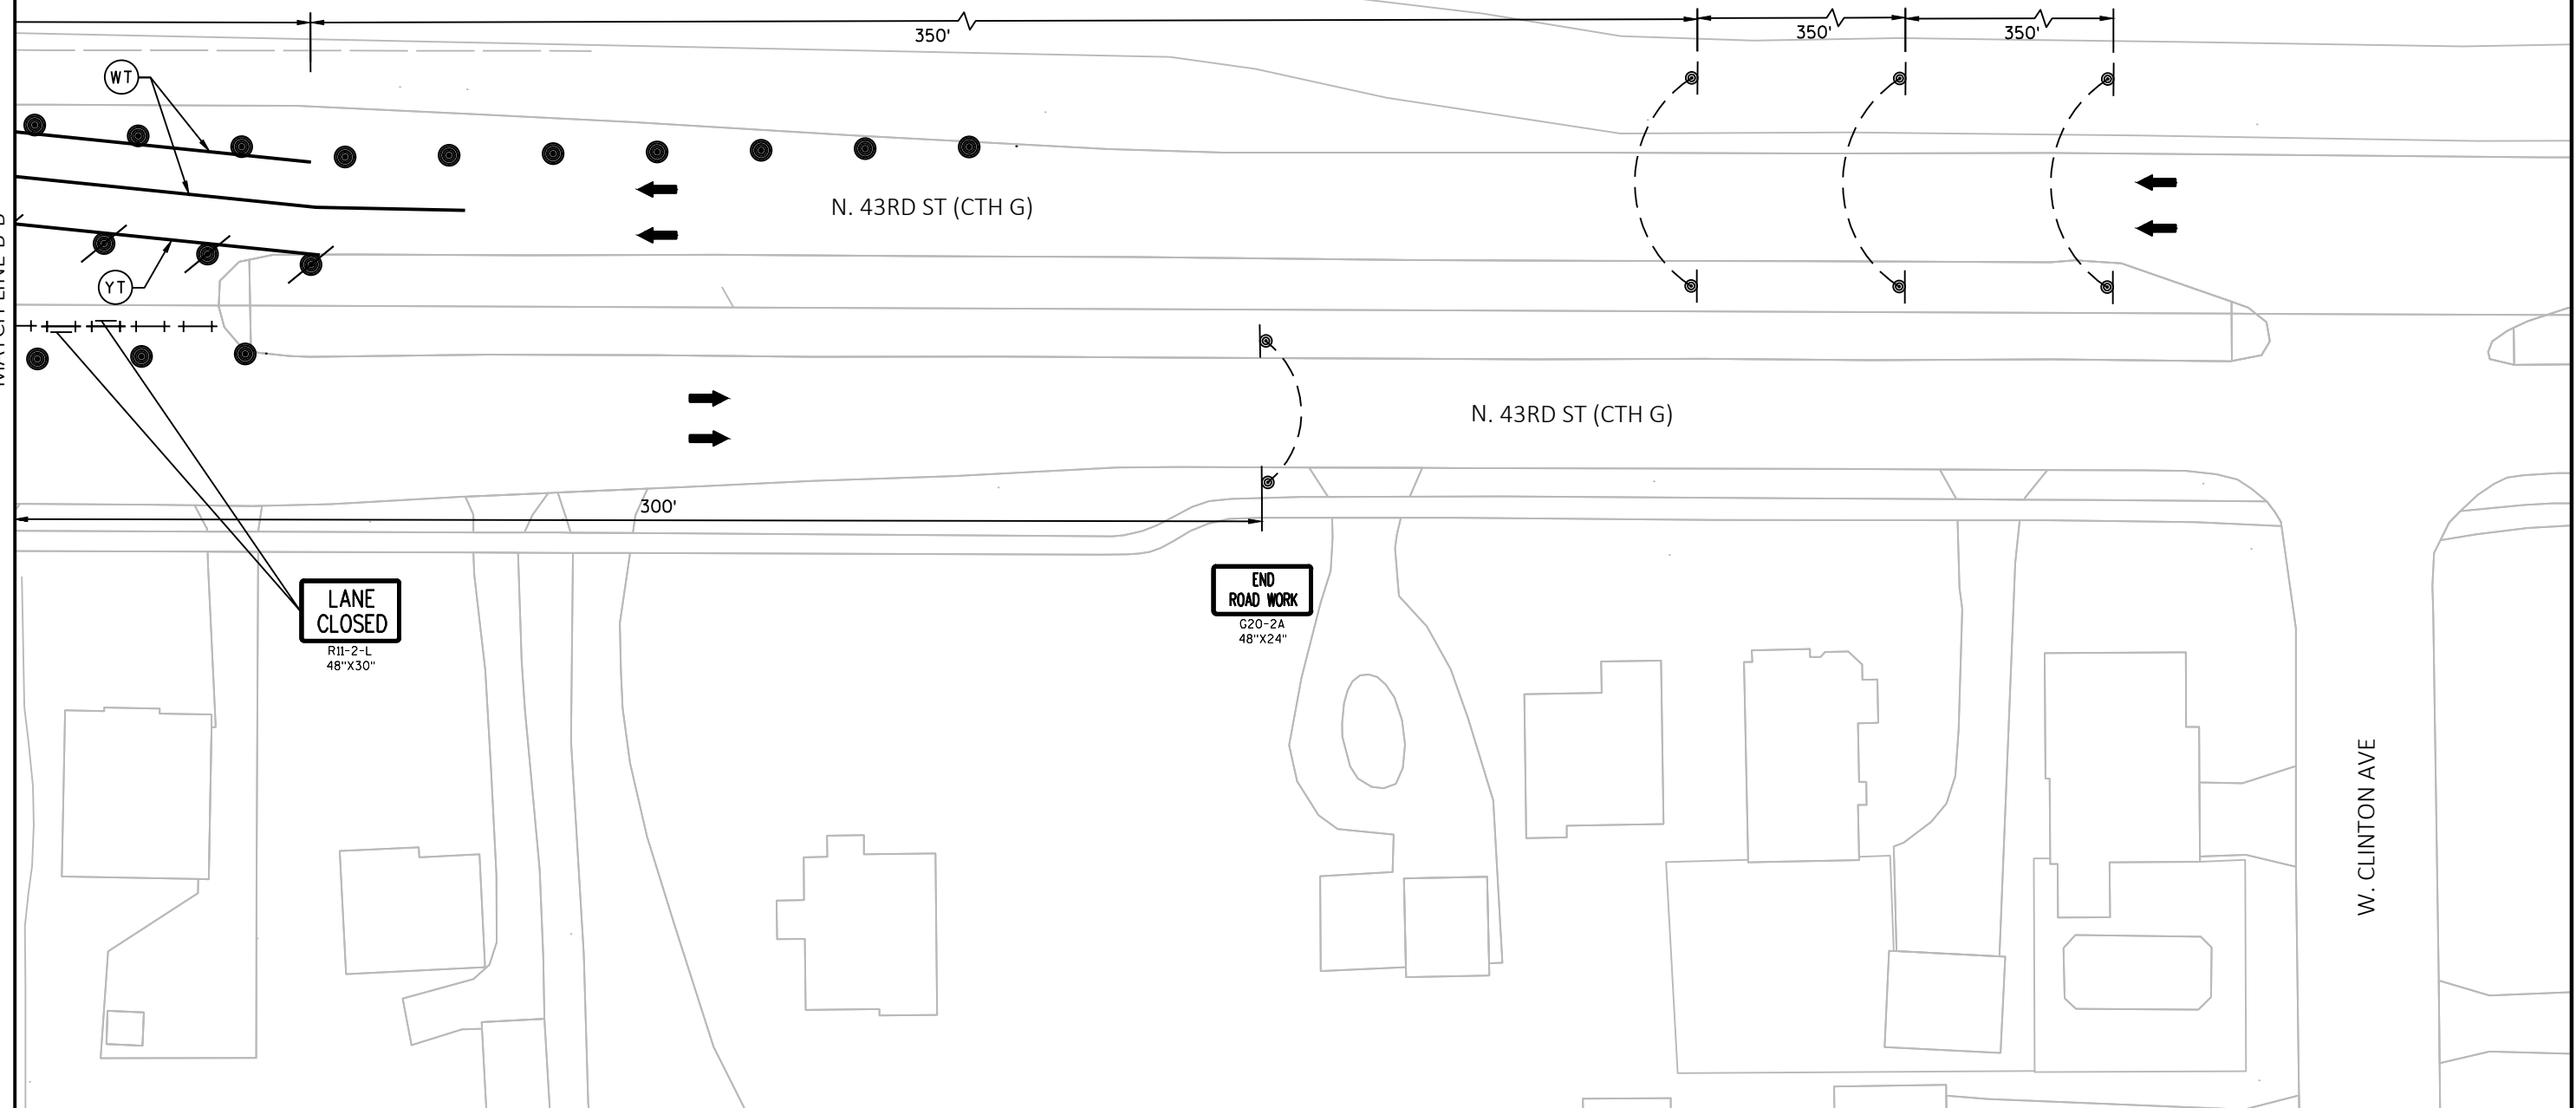 350'
350'
350'
WT
N. 43RD ST (CTH G)
YT
N. 43RD ST (CTH G)
300'
LANE
CLOSED
R11-2-L
48"X30"
END
ROAD WORK
G20-2A
48"X24"
W. CLINTON AVE